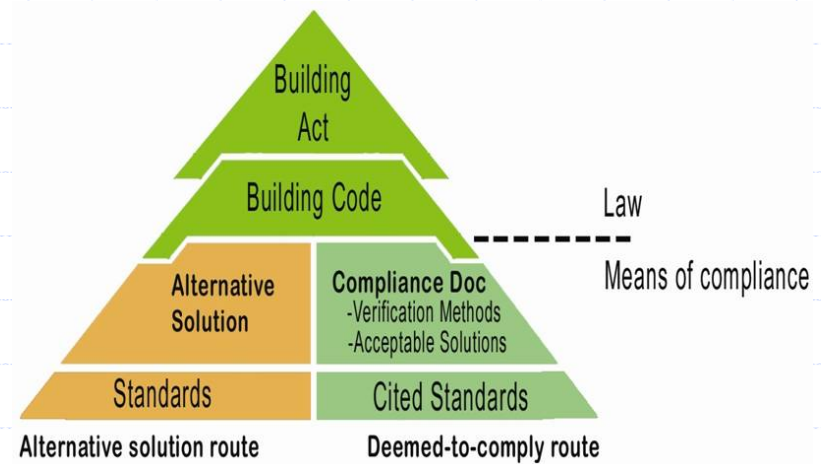 Building
Act
Building Code
Law
Means of compliance
Alternative
Solution
Compliance Doc
-Verification Methods
-Acceptable Solutions
Standards
Cited Standards
Alternative solution route
Deemed-to-comply route